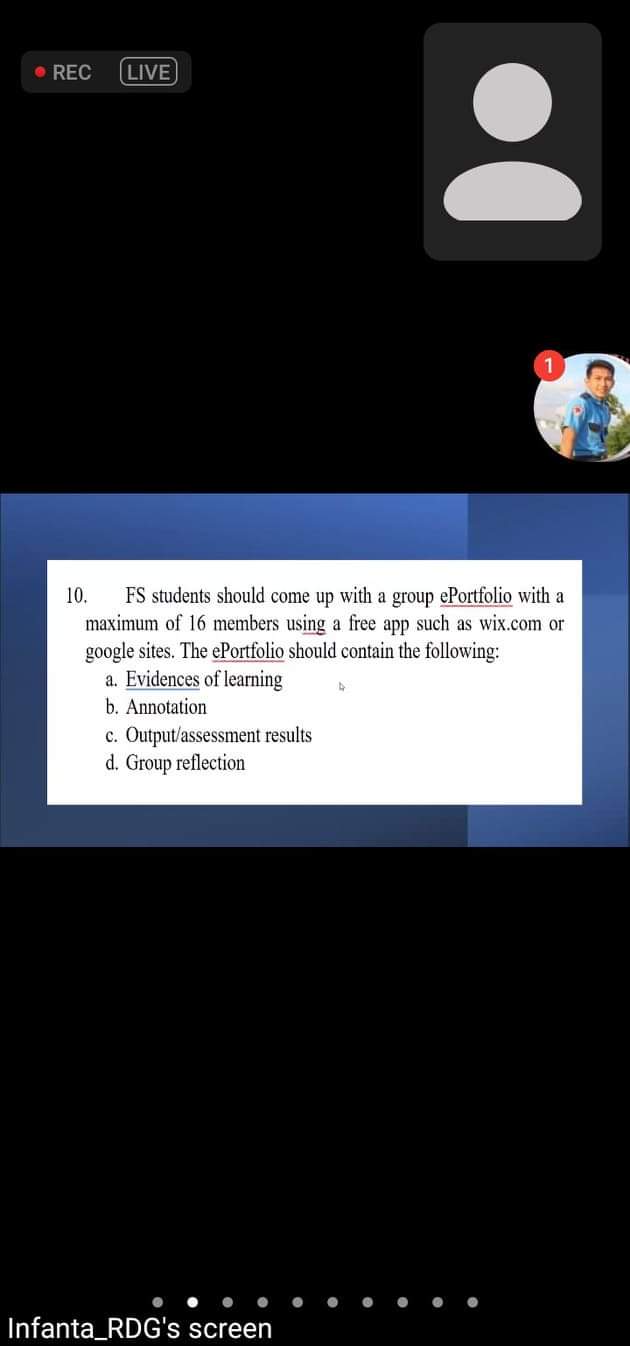 REC LIVE
1
10. FS students should come up with a group ePortfolio with a
maximum of 16 members using a free app such as wix.com or
google sites. The ePortfolio should contain the following:
a. Evidences of learning
b. Annotation
c. Output/assessment results
d. Group reflection
Infanta_RDG's screen